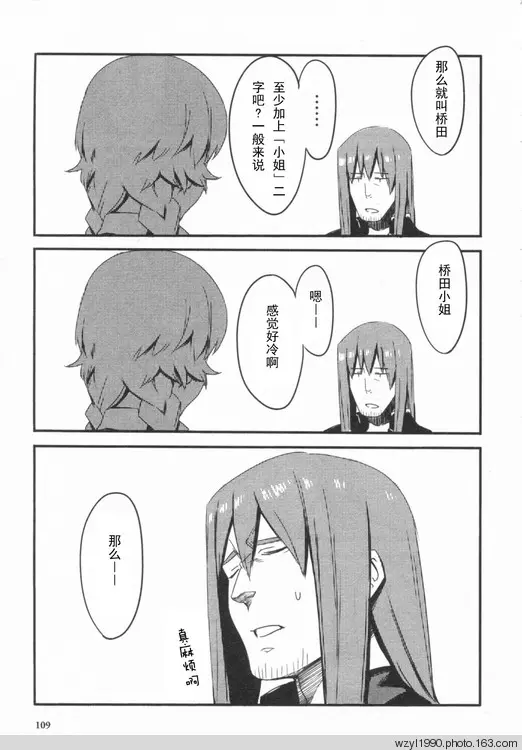 那么就叫桥田
……
至少加上「小姐」二
字吧？一般来说
桥田小姐
嗯——
感觉好冷啊
那么——
真麻烦啊
109
wzyl1990.photo.163.com